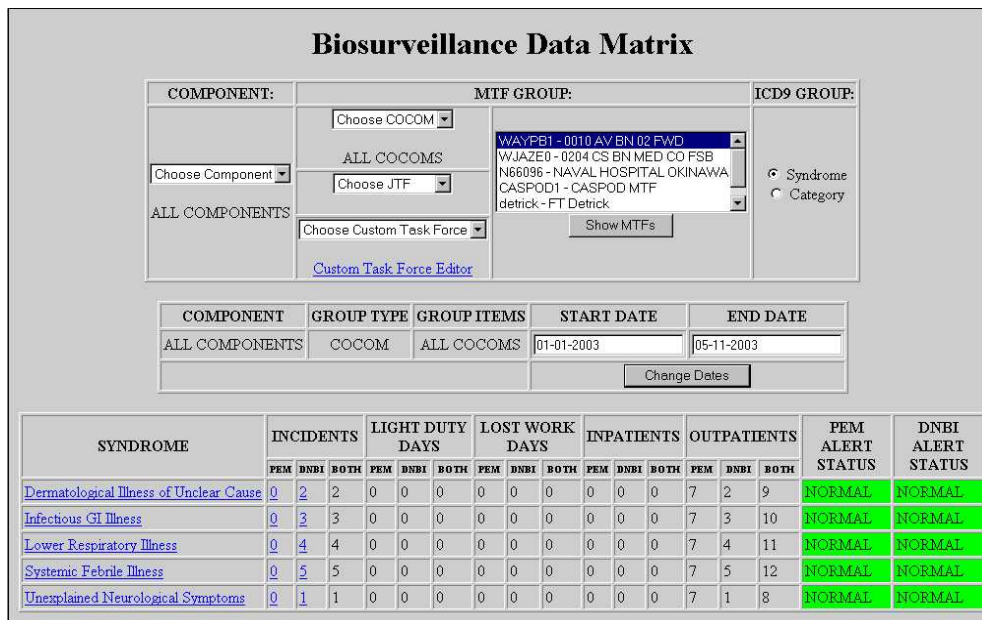 Biosurveillance Data Matrix
COMPONENT: MTF GROUP: ICD9 GROUP:
Choose Component
ALL COMPONENTS
Choose COCOM
ALL COCOMS
Choose JTF
Choose Custom Task Force
Custom Task Force Editor
WAYPB1 - 0010 AV BN 02 FWD
WJAZE0 - 0204 CS BN MED CO FSB
N66096 - NAVAL HOSPITAL OKINAWA
CASPOD1 - CASPOD MTF
detrick - FT Detrick
Show MTFs
Syndrome
Category
COMPONENT GROUP TYPE GROUP ITEMS START DATE END DATE
ALL COMPONENTS COCOM ALL COCOMS 01-01-2003 05-11-2003
Change Dates
SYNDROME INCIDENTS LIGHT DUTY DAYS LOST WORK DAYS INPATIENTS OUTPATIENTS PEM ALERT STATUS DNBI ALERT STATUS
PEM DNBI BOTH PEM DNBI BOTH PEM DNBI BOTH PEM DNBI BOTH PEM DNBI BOTH
Dermatological Illness of Unclear Cause 0 2 2 0 0 0 0 0 0 0 0 0 7 2 9 NORMAL NORMAL
Infectious GI Illness 0 3 3 0 0 0 0 0 0 0 0 0 7 3 10 NORMAL NORMAL
Lower Respiratory Illness 0 4 4 0 0 0 0 0 0 0 0 0 7 4 11 NORMAL NORMAL
Systemic Febrile Illness 0 5 5 0 0 0 0 0 0 0 0 0 7 5 12 NORMAL NORMAL
Unexplained Neurological Symptoms 0 1 1 0 0 0 0 0 0 0 0 0 7 1 8 NORMAL NORMAL